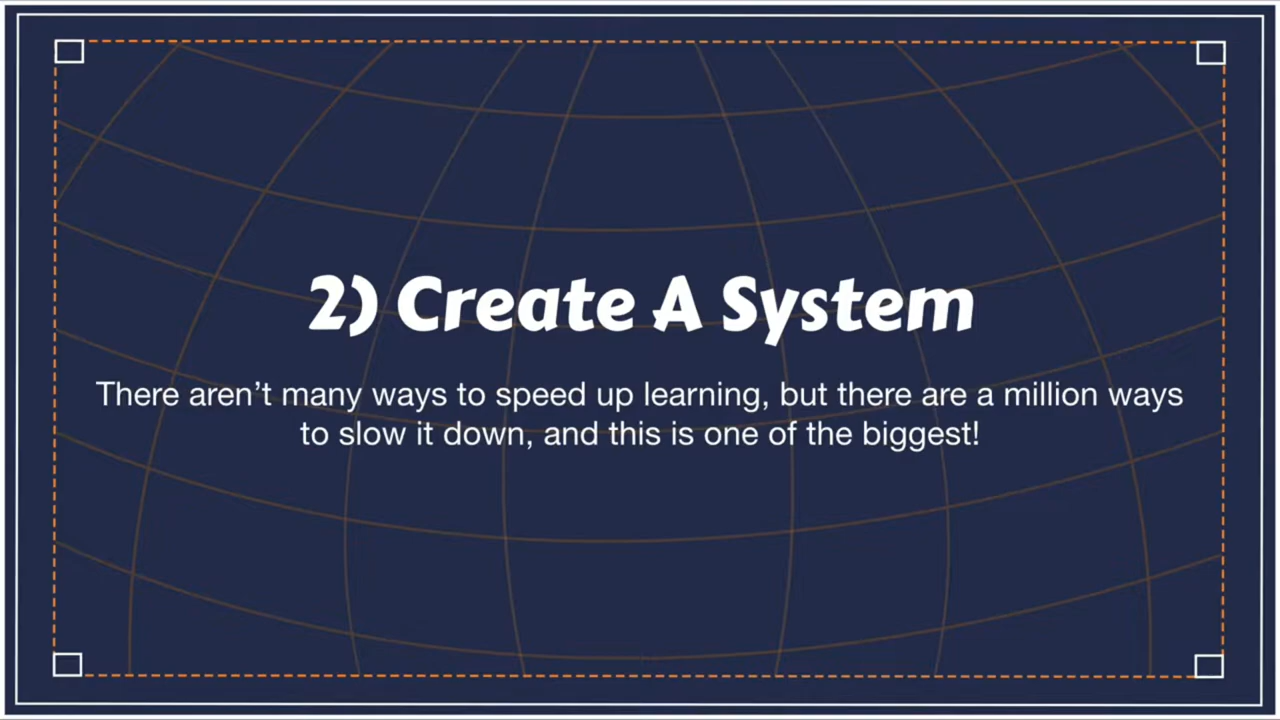 2) Create A System
There aren’t many ways to speed up learning, but there are a million ways
to slow it down, and this is one of the biggest!